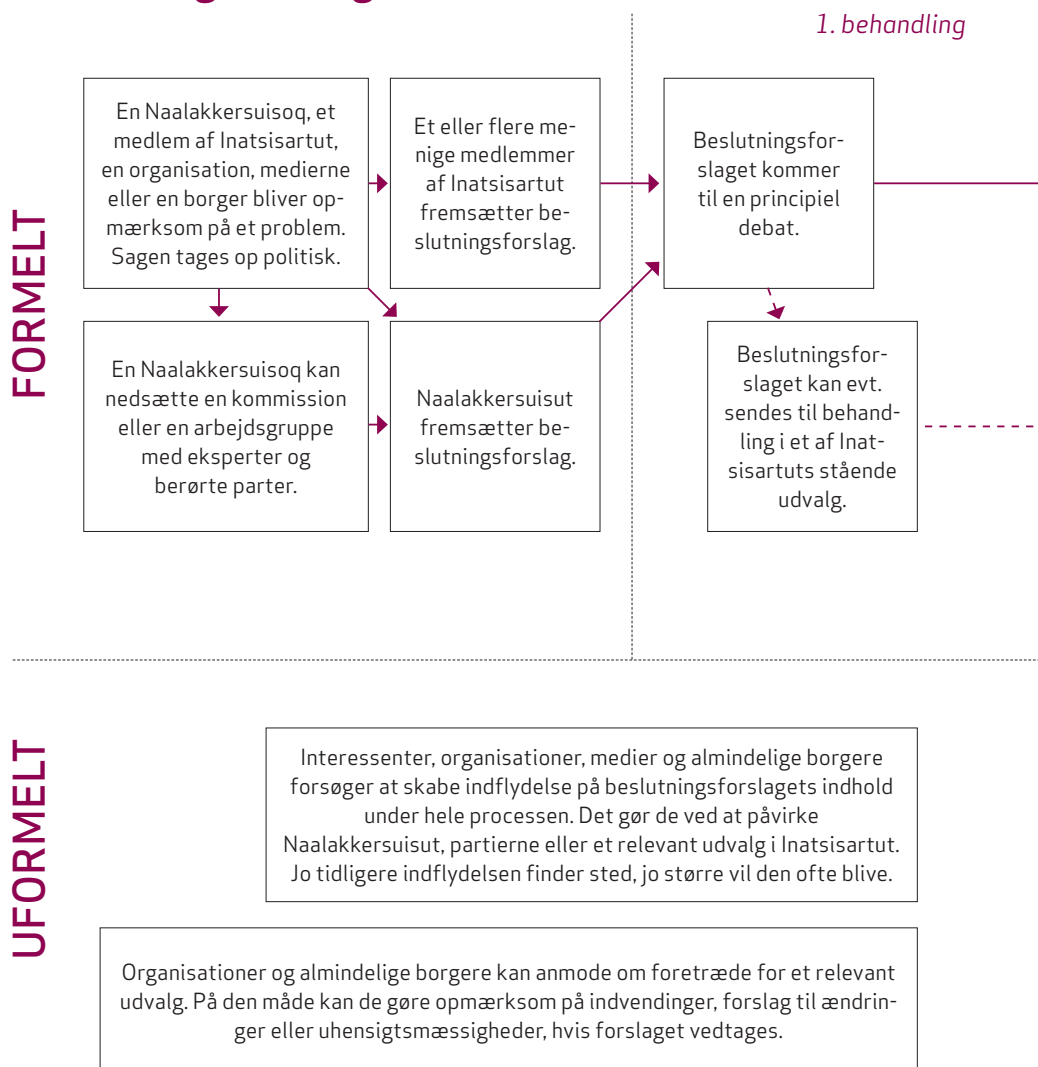 1. behandling
FORMELT
En Naalakkersuisoq, et
medlem af Inatsisartut,
en organisation, medierne
eller en borger bliver op-
mærksom på et problem.
Sagen tages op politisk.
Et eller flere me-
nige medlemmer
af Inatsisartut
fremsætter be-
slutningsforslag.
Beslutningsfor-
slaget kommer
til en principiel
debat.
En Naalakkersuisoq kan
nedsætte en kommission
eller en arbejdsgruppe
med eksperter og
berørte parter.
Naalakkersuisut
fremsætter be-
slutningsforslag.
Beslutningsfor-
slaget kan evt.
sendes til behand-
ling i et af Inat-
sisartuts stående
udvalg.
UFORMELT
Interessenter, organisationer, medier og almindelige borgere
forsøger at skabe indflydelse på beslutningsforslagets indhold
under hele processen. Det gør de ved at påvirke
Naalakkersuisut, partierne eller et relevant udvalg i Inatsisartut.
Jo tidligere indflydelsen finder sted, jo større vil den ofte blive.
Organisationer og almindelige borgere kan anmode om foretræde for et relevant
udvalg. På den måde kan de gøre opmærksom på indvendinger, forslag til ændrin-
ger eller uhensigtsmæssigheder, hvis forslaget vedtages.